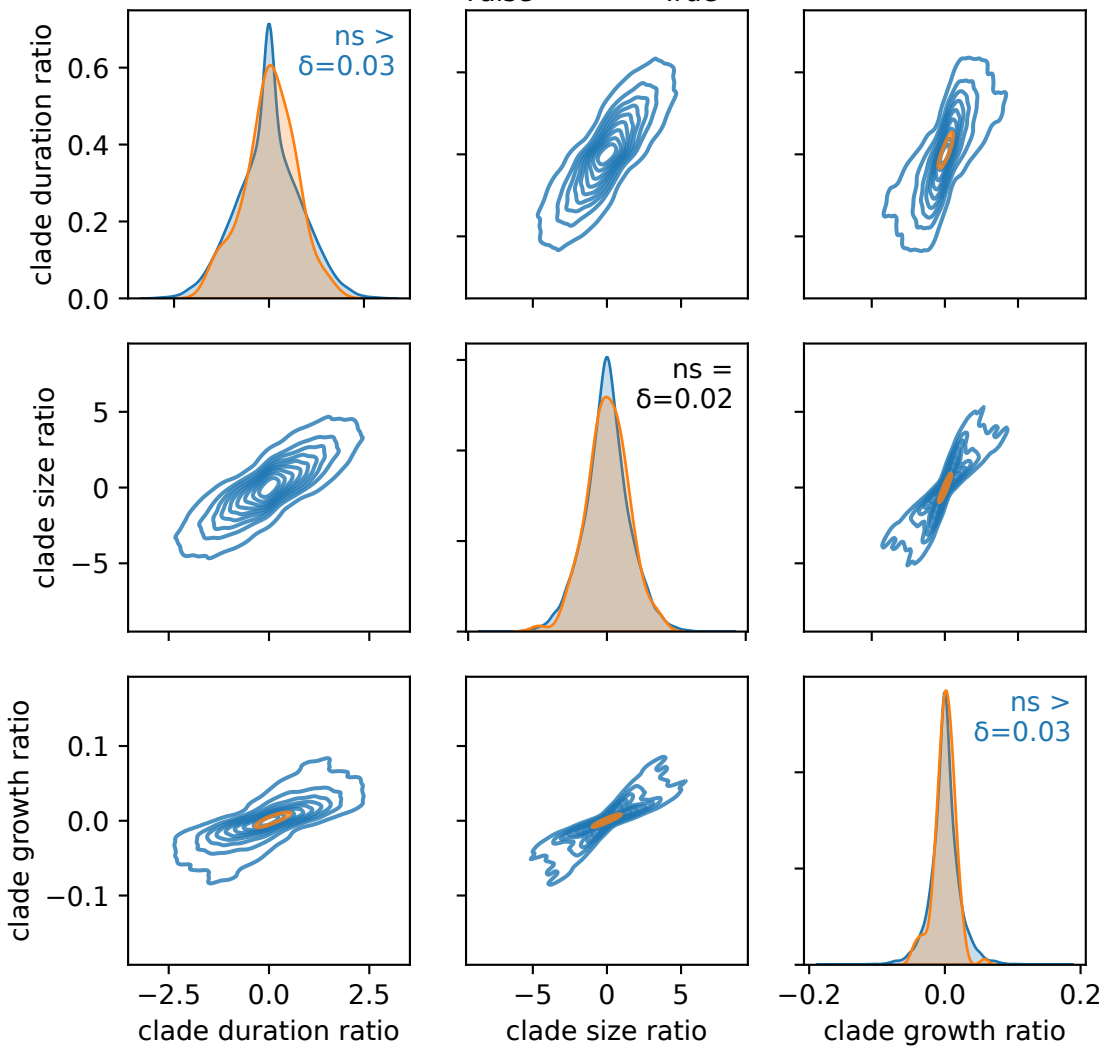 clade duration ratio
0.6
0.4
0.2
0.0
ns >
δ=0.03
clade size ratio
5
0
−5
ns =
δ=0.02
clade growth ratio
0.1
0.0
−0.1
ns >
δ=0.03
−2.5 0.0 2.5
−5 0 5
−0.2 0.0 0.2
clade duration ratio
clade size ratio
clade growth ratio